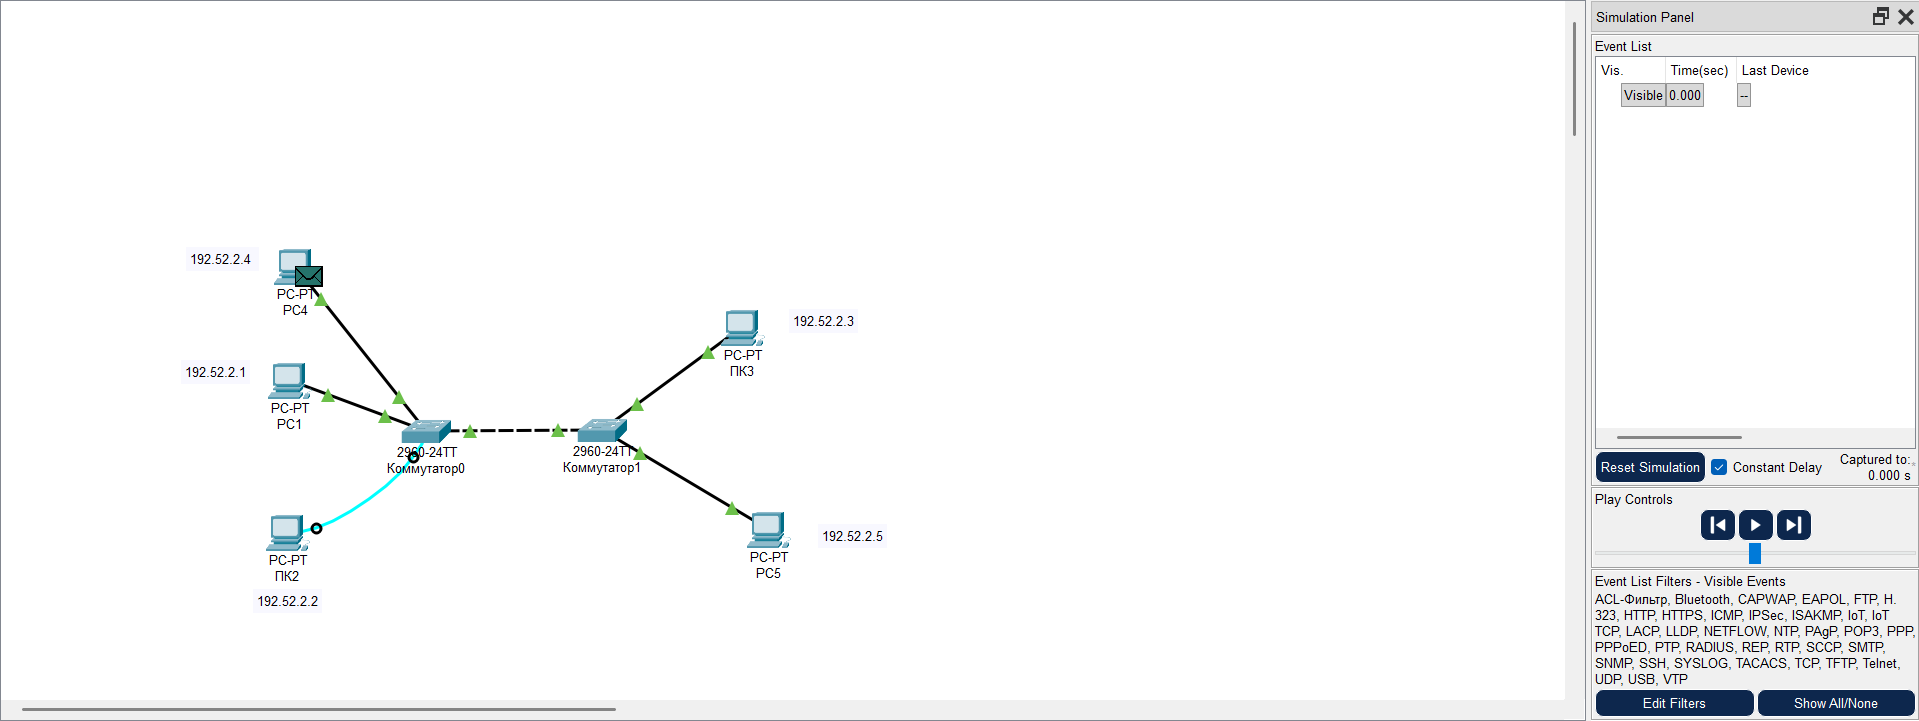 192.52.2.4
PC-PT
PC4
192.52.2.1
PC-PT
PC1
2960-24TT
Коммутатор0
PC-PT
ПК2
192.52.2.2
2960-24TT
Коммутатор1
192.52.2.3
PC-PT
ПК3
PC-PT
PC5
192.52.2.5
Simulation Panel
Event List
Vis. Time(sec) Last Device
Visible 0.000 --
Reset Simulation Constant Delay Captured to:
0.000 s
Play Controls
Event List Filters - Visible Events
ACL-Фильтр, Bluetooth, CAPWAP, EAPOL, FTP, H.
323, HTTP, HTTPS, ICMP, IPSec, ISAKMP, IoT, IoT
TCP, LACP, LLDP, NETFLOW, NTP, PAgP, POP3, PPP,
PPPoED, PTP, RADIUS, REP, RTP, SCCP, SMTP,
SNMP, SSH, SYSLOG, TACACS, TCP, TFTP, Telnet,
UDP, USB, VTP
Edit Filters Show All/None